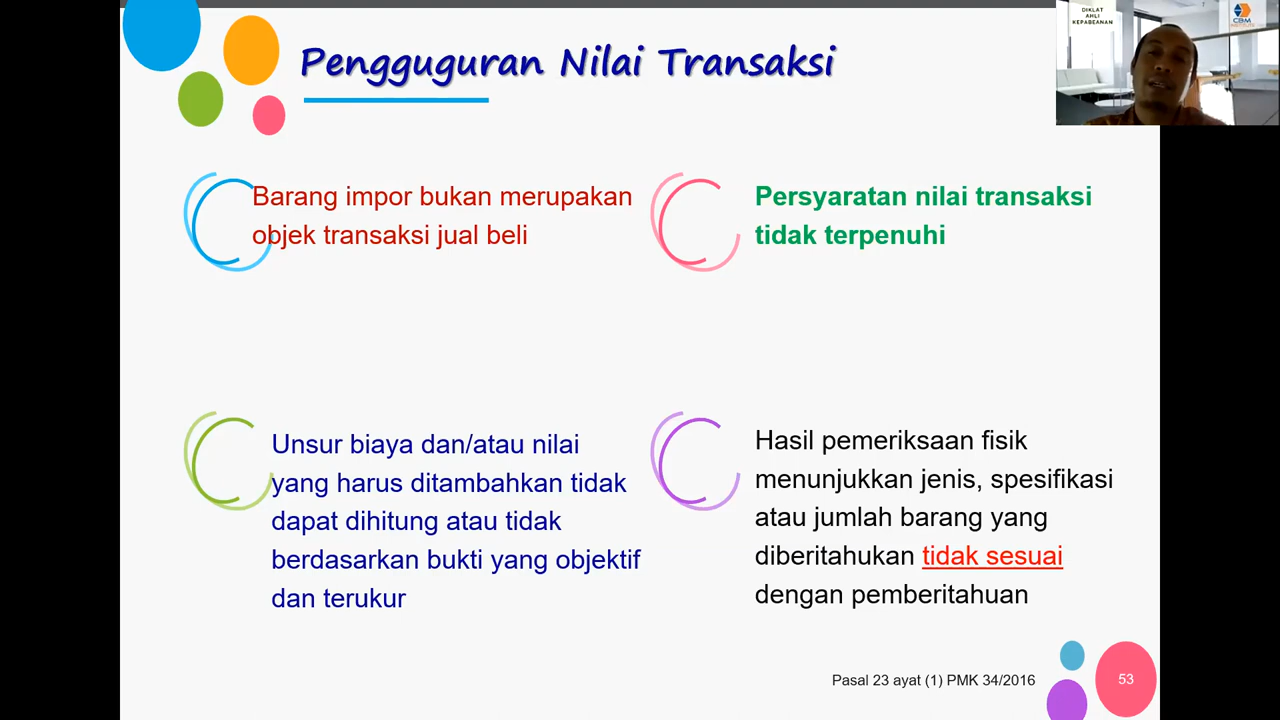 Pengguguran Nilai Transaksi
DIKLAT
AHLI
KEPABEANAN
CBM
INSTITUTE
Barang impor bukan merupakan
objek transaksi jual beli
Persyaratan nilai transaksi
tidak terpenuhi
Unsur biaya dan/atau nilai
yang harus ditambahkan tidak
dapat dihitung atau tidak
berdasarkan bukti yang objektif
dan terukur
Hasil pemeriksaan fisik
menunjukkan jenis, spesifikasi
atau jumlah barang yang
diberitahukan tidak sesuai
dengan pemberitahuan
Pasal 23 ayat (1) PMK 34/2016
53